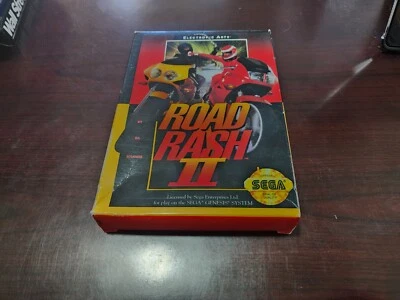 ELECTRONIC ARTS
ROAD
RASH
II
Licensed by Sega Enterprises Ltd.
for play on the SEGA GENESIS SYSTEM
SEGA